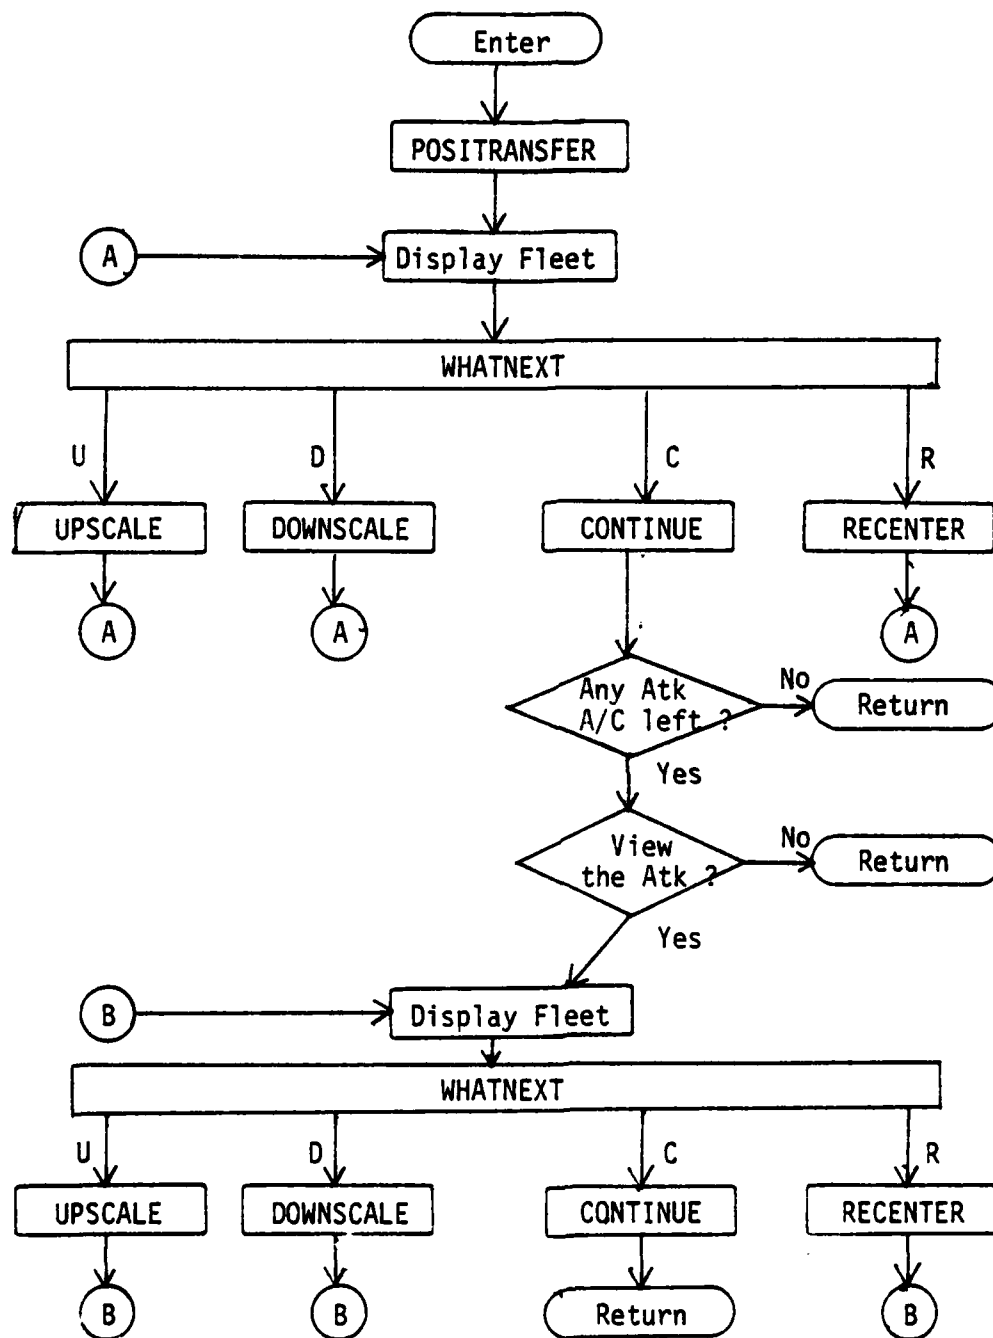 Enter
POSITRANSFER
A
Display Fleet
WHATNEXT
U
D
C
R
UPSCALE
DOWNSCALE
CONTINUE
RECENTER
A
A
A
Any Atk
A/C left ?
No
Return
Yes
View
the Atk ?
No
Return
Yes
B
Display Fleet
WHATNEXT
U
D
C
R
UPSCALE
DOWNSCALE
CONTINUE
RECENTER
B
B
Return
B